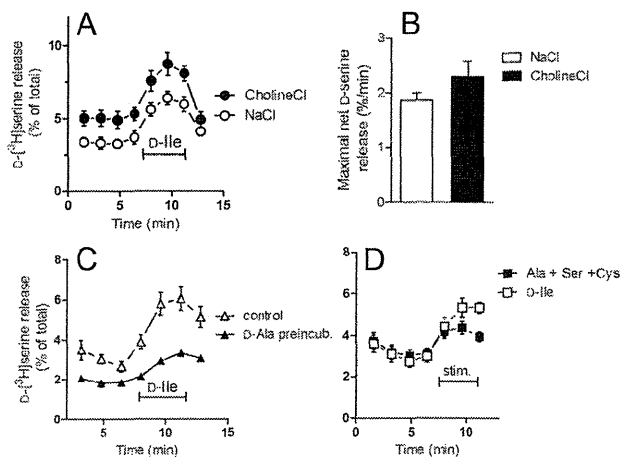 A
D-[³H]serine release
(% of total)
10
5
0
0 5 10 15
Time (min)
D-Ile
CholineCl
NaCl
B
Maximal net D-serine
release (%/min)
3
2
1
0
NaCl
CholineCl
C
D-[³H]serine release
(% of total)
8
6
4
2
0
0 5 10 15
Time (min)
D-Ile
control
D-Ala preincub.
D
8
6
4
2
0
0 5 10
Time (min)
stim.
Ala + Ser +Cys
D-Ile